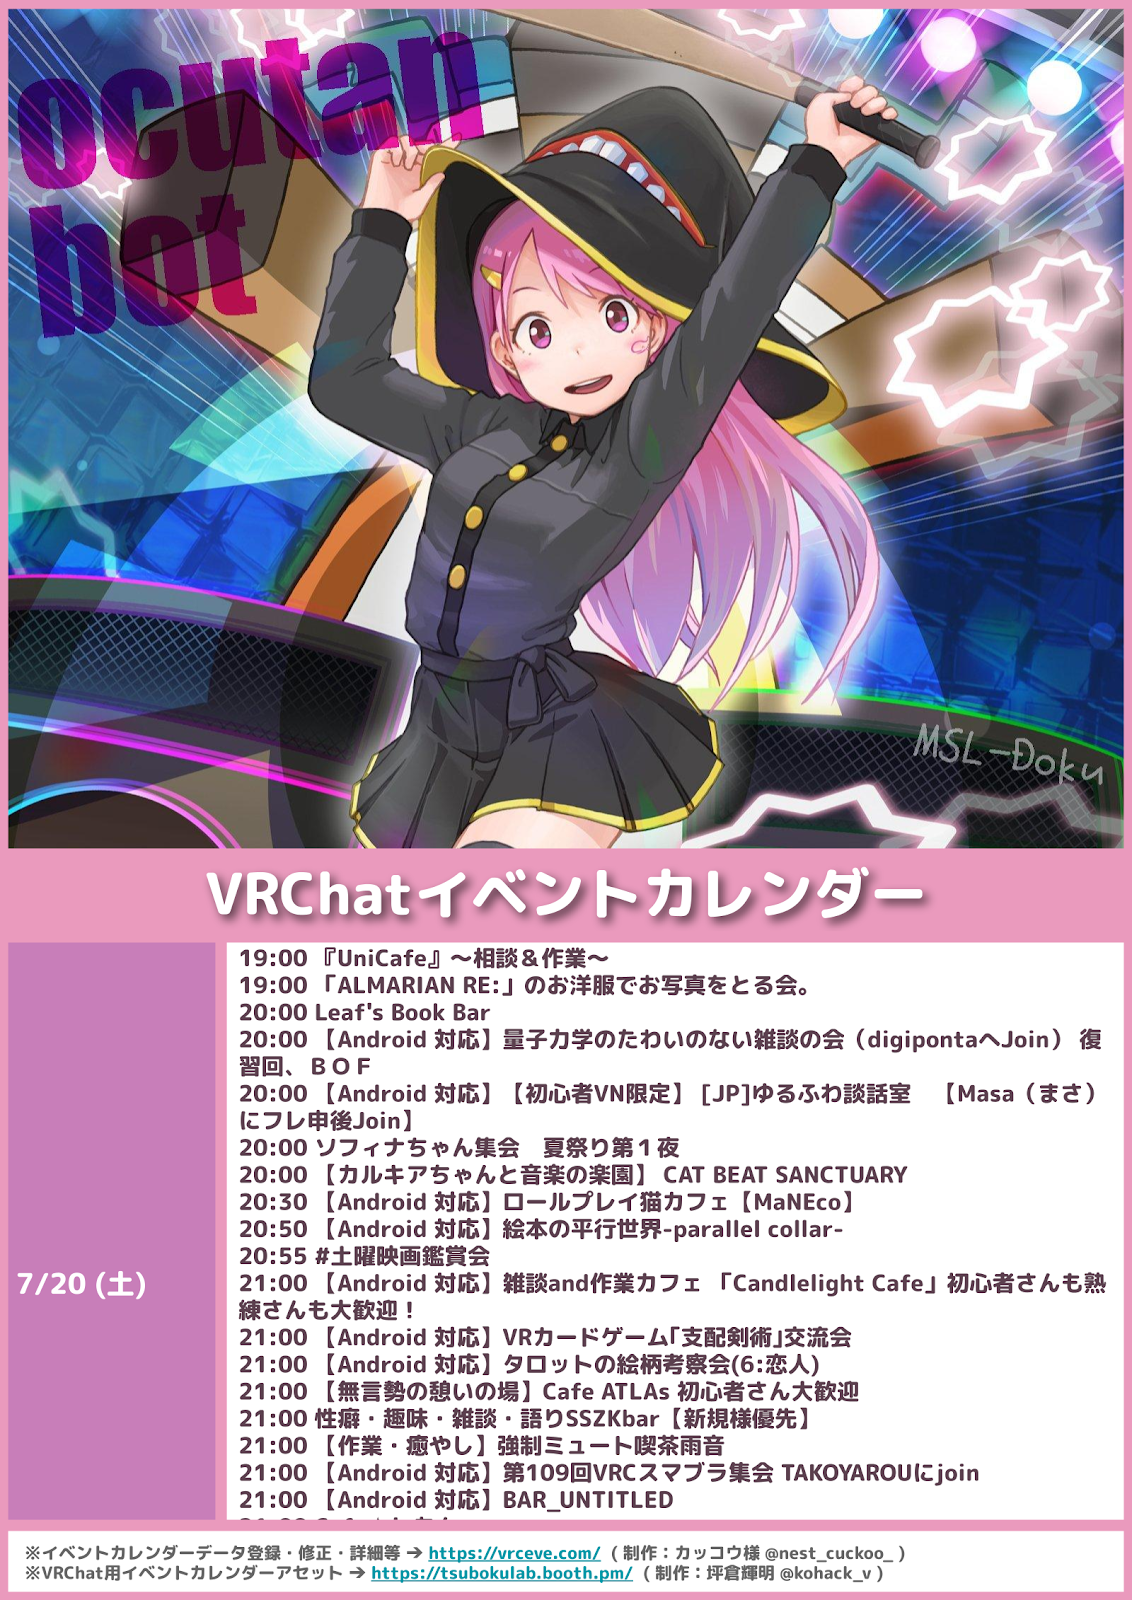 ocutan
bot
MSL-Doku
VRChatイベントカレンダー
7/20 (土)
19:00 『UniCafe』～相談＆作業～
19:00 「ALMARIAN RE:」のお洋服でお写真をとる会。
20:00 Leaf's Book Bar
20:00 【Android 対応】量子力学のたわいのない雑談の会（digipontaへJoin） 復
習回、ＢＯＦ
20:00 【Android 対応】【初心者VN限定】 [JP]ゆるふわ談話室　【Masa（まさ）
にフレ申後Join】
20:00 ソフィナちゃん集会　夏祭り第１夜
20:00 【カルキアちゃんと音楽の楽園】 CAT BEAT SANCTUARY
20:30 【Android 対応】ロールプレイ猫カフェ【MaNEco】
20:50 【Android 対応】絵本の平行世界-parallel collar-
20:55 #土曜映画鑑賞会
21:00 【Android 対応】雑談and作業カフェ 「Candlelight Cafe」初心者さんも熟
練さんも大歓迎！
21:00 【Android 対応】VRカードゲーム｢支配剣術｣交流会
21:00 【Android 対応】タロットの絵柄考察会(6:恋人)
21:00 【無言勢の憩いの場】Cafe ATLAs 初心者さん大歓迎
21:00 性癖・趣味・雑談・語りSSZKbar【新規様優先】
21:00 【作業・癒やし】強制ミュート喫茶雨音
21:00 【Android 対応】第109回VRCスマブラ集会 TAKOYAROUにjoin
21:00 【Android 対応】BAR_UNTITLED
※イベントカレンダーデータ登録・修正・詳細等 ➔ https://vrceve.com/ ( 制作：カッコウ様 @nest_cuckoo_ )
※VRChat用イベントカレンダーアセット ➔ https://tsubokulab.booth.pm/ ( 制作：坪倉輝明 @kohack_v )